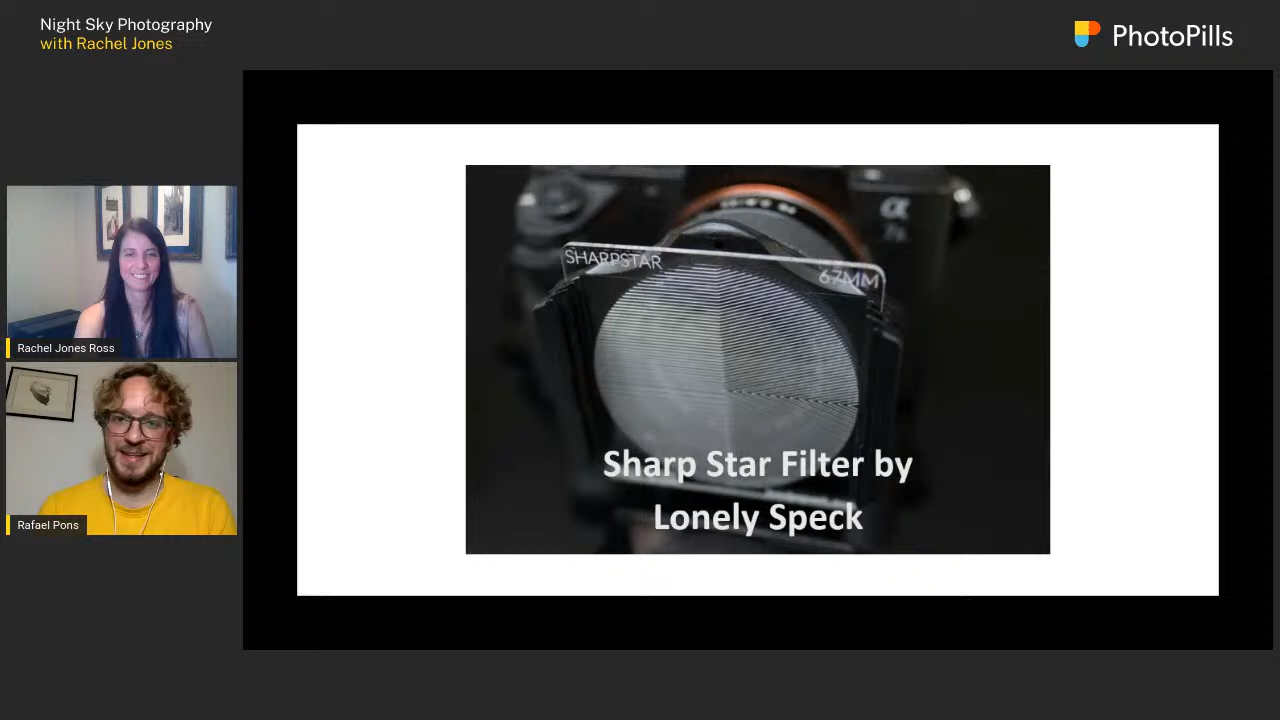 Night Sky Photography
with Rachel Jones
PhotoPills
SHARPSTAR
67MM
α
Sharp Star Filter by
Lonely Speck
Rachel Jones Ross
Rafael Pons